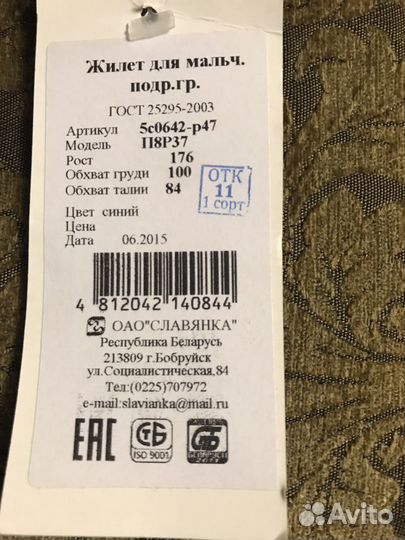 Жилет для мальч.
подр.гр.
ГОСТ 25295-2003
Артикул 5с0642-р47
Модель П8Р37
Рост 176
Обхват груди 100
Обхват талии 84
ОТК
11
1 сорт
Цвет синий
Цена
Дата 06.2015
4 812042 140844
ОАО"СЛАВЯНКА"
Республика Беларусь
213809 г.Бобруйск
ул.Социалистическая,84
Тел:(0225)707972
e-mail:slavianka@mail.ru
EAC
СТБ
ISO 9001
Avito